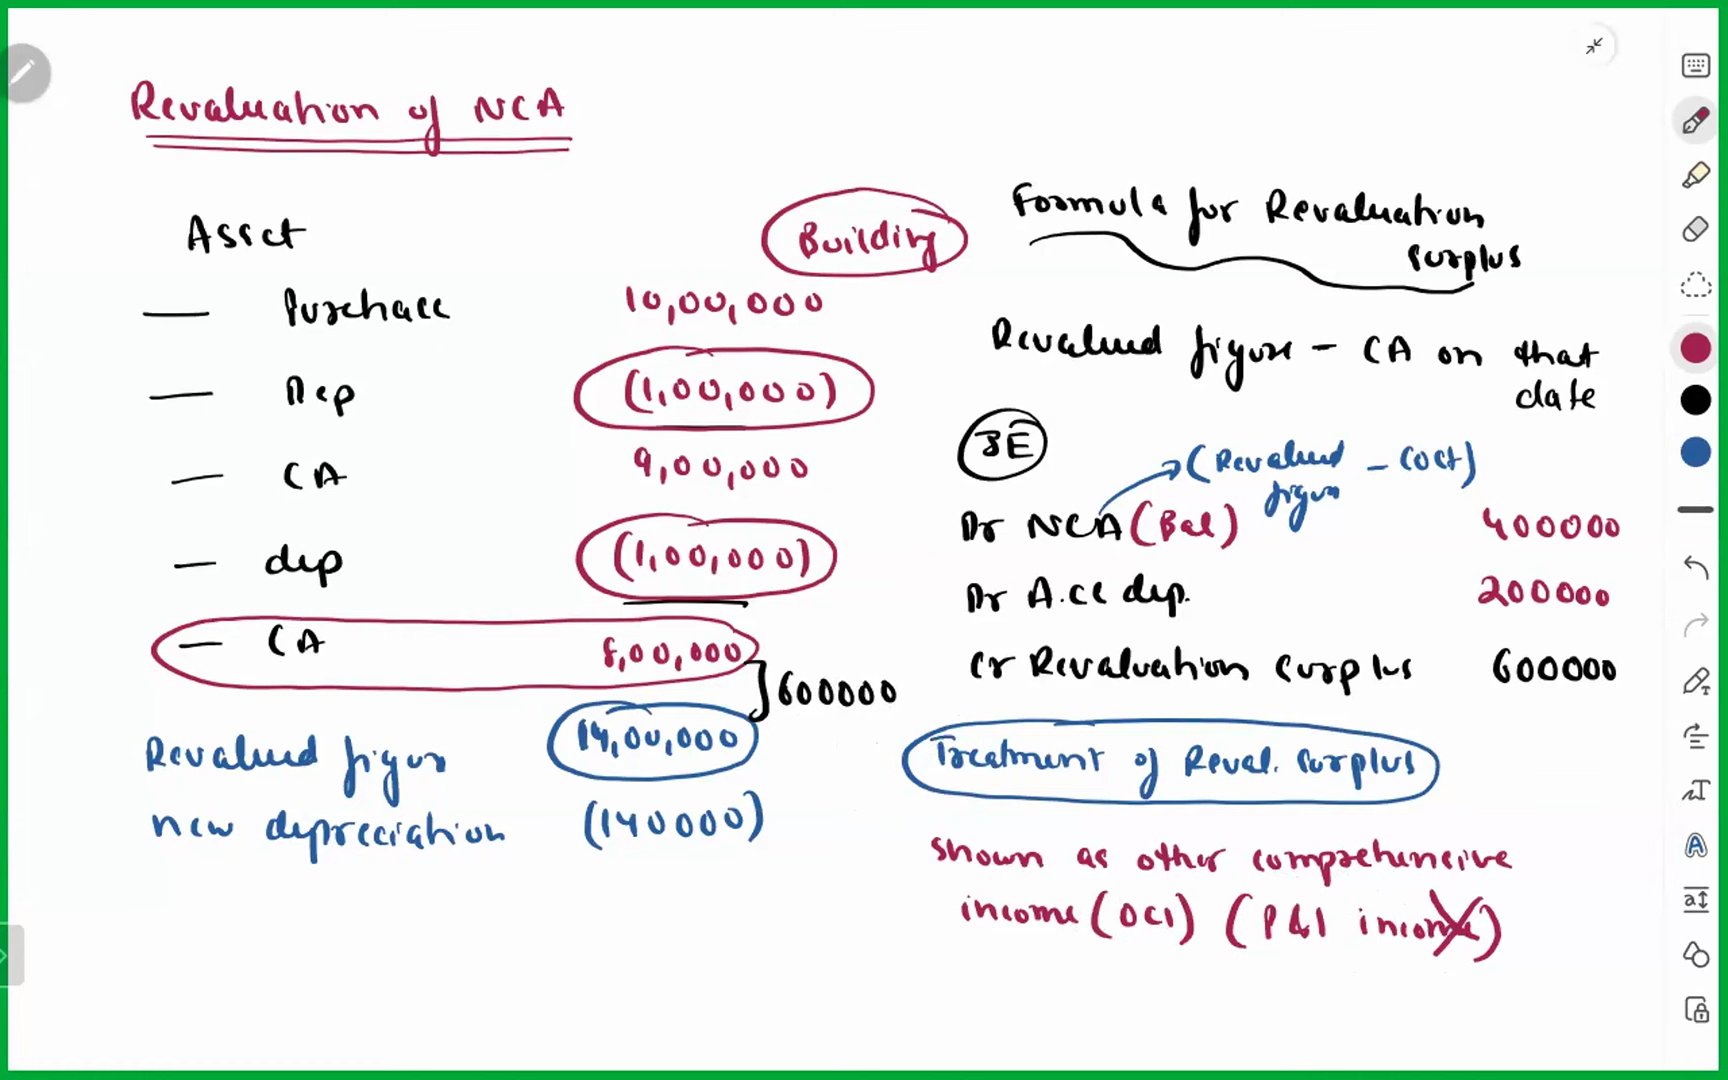 Revaluation of NCA
Asset
Building
— Purchase 10,00,000
— Dep (1,00,000)
— CA 9,00,000
— dep (1,00,000)
— CA 8,00,000
600000
Revalued figure 14,00,000
new depreciation (140000)
Formula for Revaluation
surplus
Revalued figure - CA on that
date
JE
(Revalued - cost)
figure
Dr NCA (Bal) 400000
Dr Acc dep. 200000
Cr Revaluation surplus 600000
Treatment of Reval. surplus
shown as other comprehensive
income (OCI) (P&L income)